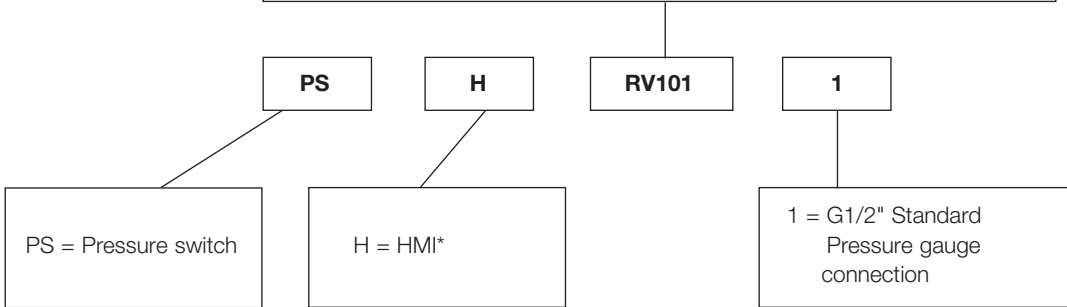 PS H RV101 1
PS = Pressure switch
H = HMI*
1 = G1/2" Standard
Pressure gauge
connection